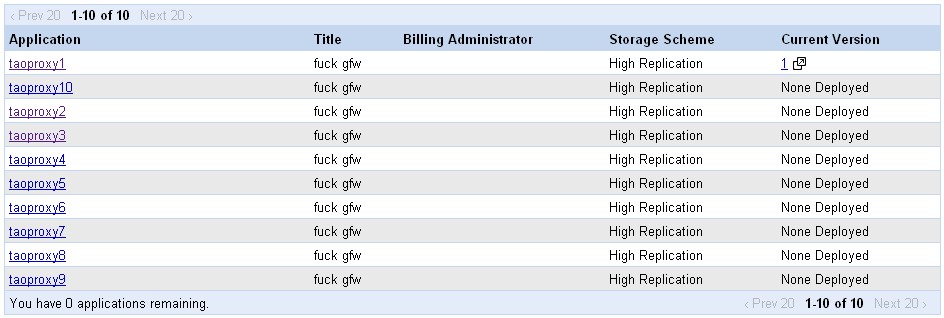 ‹ Prev 20 1-10 of 10 Next 20 ›
Application Title Billing Administrator Storage Scheme Current Version
taoproxy1 fuck gfw High Replication 1
taoproxy10 fuck gfw High Replication None Deployed
taoproxy2 fuck gfw High Replication None Deployed
taoproxy3 fuck gfw High Replication None Deployed
taoproxy4 fuck gfw High Replication None Deployed
taoproxy5 fuck gfw High Replication None Deployed
taoproxy6 fuck gfw High Replication None Deployed
taoproxy7 fuck gfw High Replication None Deployed
taoproxy8 fuck gfw High Replication None Deployed
taoproxy9 fuck gfw High Replication None Deployed
You have 0 applications remaining. ‹ Prev 20 1-10 of 10 Next 20 ›